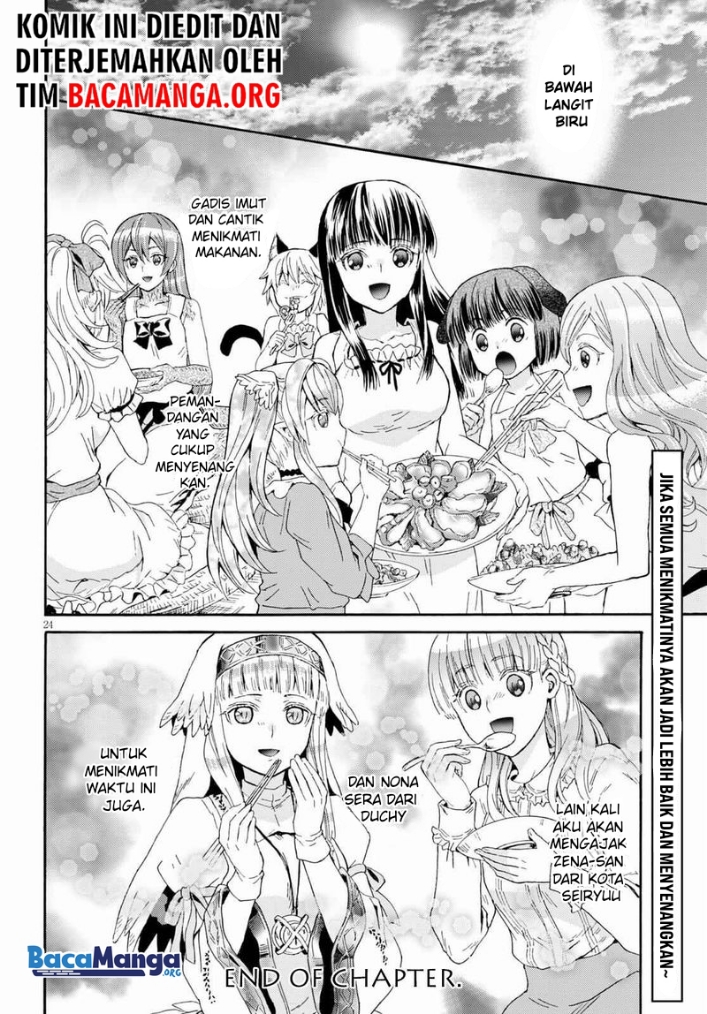 KOMIK INI DIEDIT DAN
DITERJEMAHKAN OLEH
TIM BACAMANGA.ORG
DI
BAWAH
LANGIT
BIRU
GADIS IMUT
DAN CANTIK
MENIKMATI
MAKANAN.
PEMAN-
DANGAN
YANG
CUKUP
MENYENANG
KAN.
JIKA SEMUA MENIKMATINYA AKAN JADI LEBIH BAIK DAN MENYENANGKAN~
24
LAIN KALI
AKU AKAN
MENGAJAK
ZENA-SAN
DARI KOTA
SEIRYUU
DAN NONA
SERA DARI
DUCHY
UNTUK
MENIKMATI
WAKTU INI
JUGA.
BACAMANGA
.ORG
END OF CHAPTER.